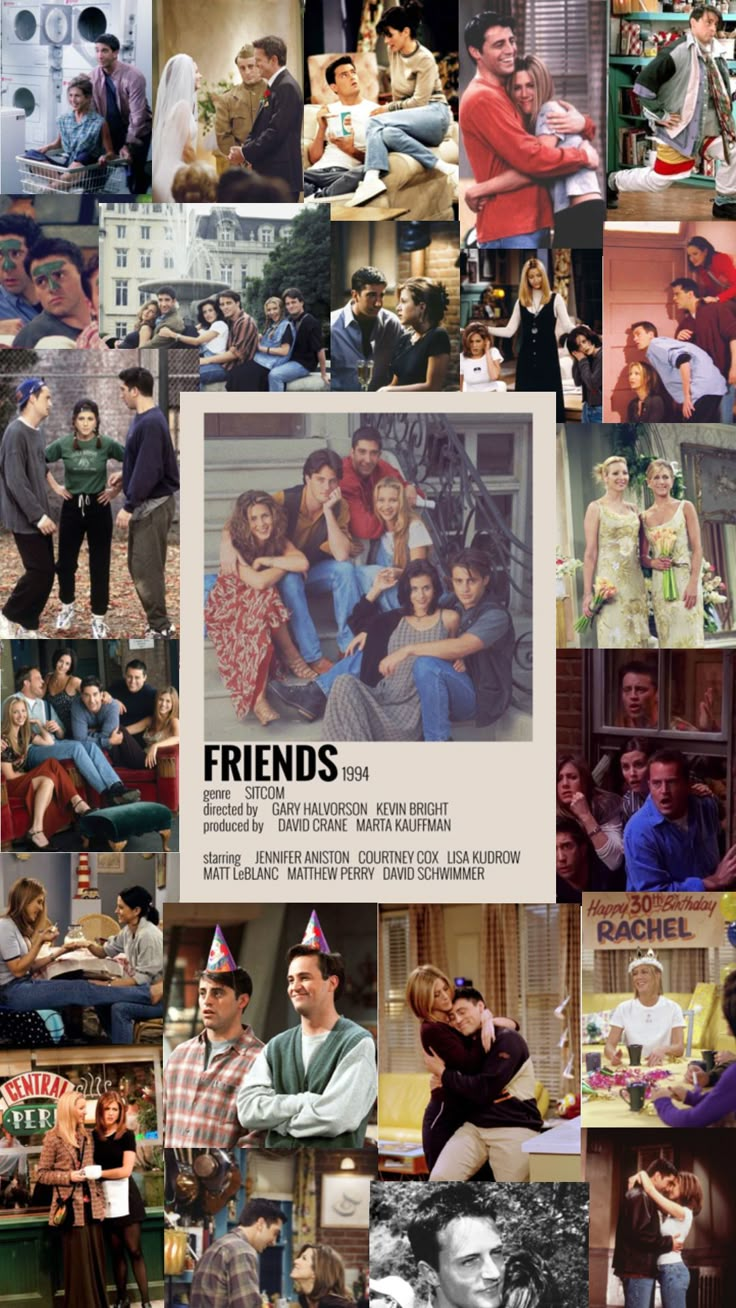 FRIENDS 1994
genre SITCOM
directed by GARY HALVORSON KEVIN BRIGHT
produced by DAVID CRANE MARTA KAUFFMAN
starring JENNIFER ANISTON COURTNEY COX LISA KUDROW
MATT LeBLANC MATTHEW PERRY DAVID SCHWIMMER
Happy 30th Birthday
RACHEL
CENTRAL
PER